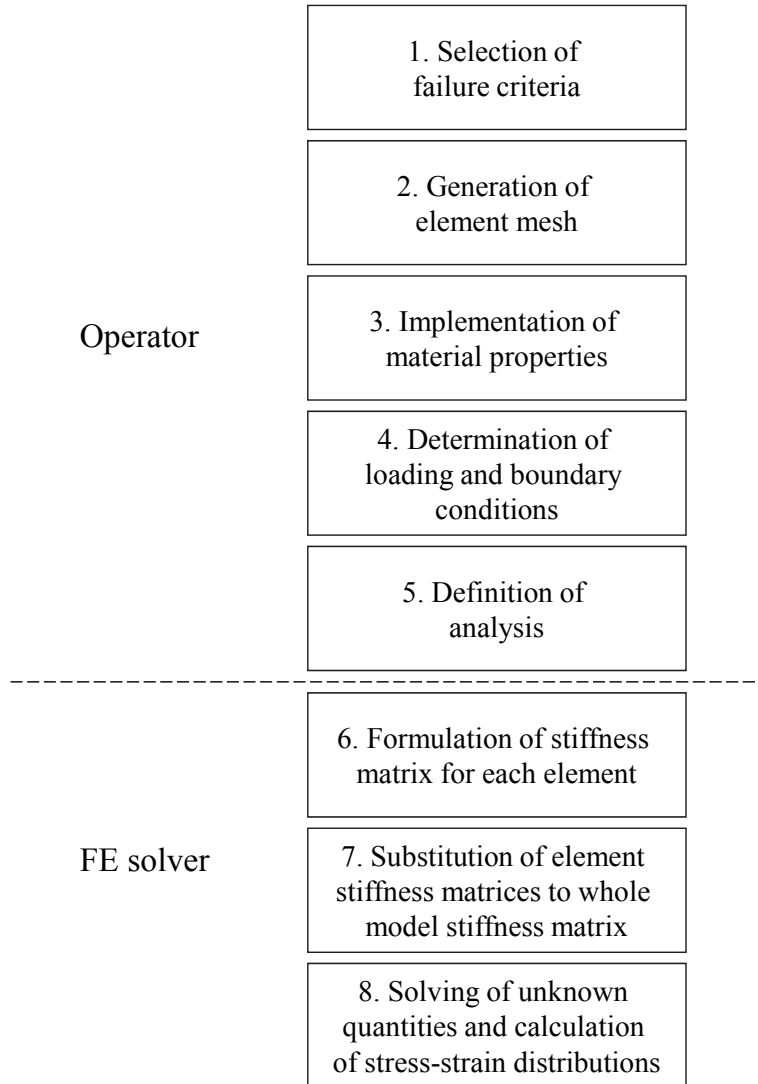 1. Selection of
failure criteria
2. Generation of
element mesh
Operator
3. Implementation of
material properties
4. Determination of
loading and boundary
conditions
5. Definition of
analysis
6. Formulation of stiffness
matrix for each element
FE solver
7. Substitution of element
stiffness matrices to whole
model stiffness matrix
8. Solving of unknown
quantities and calculation
of stress-strain distributions